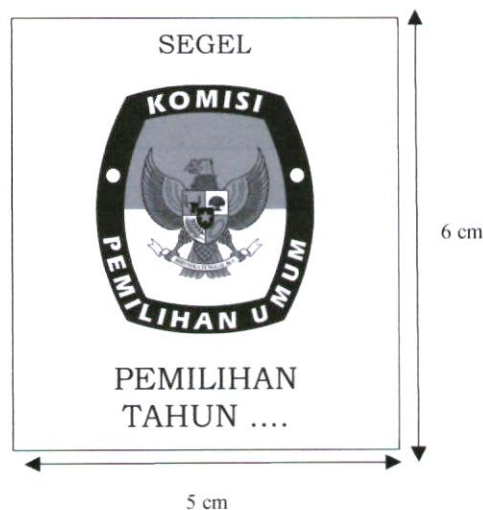 SEGEL
KOMISI
PEMILIHAN UMUM
PEMILIHAN
TAHUN ....
6 cm
5 cm